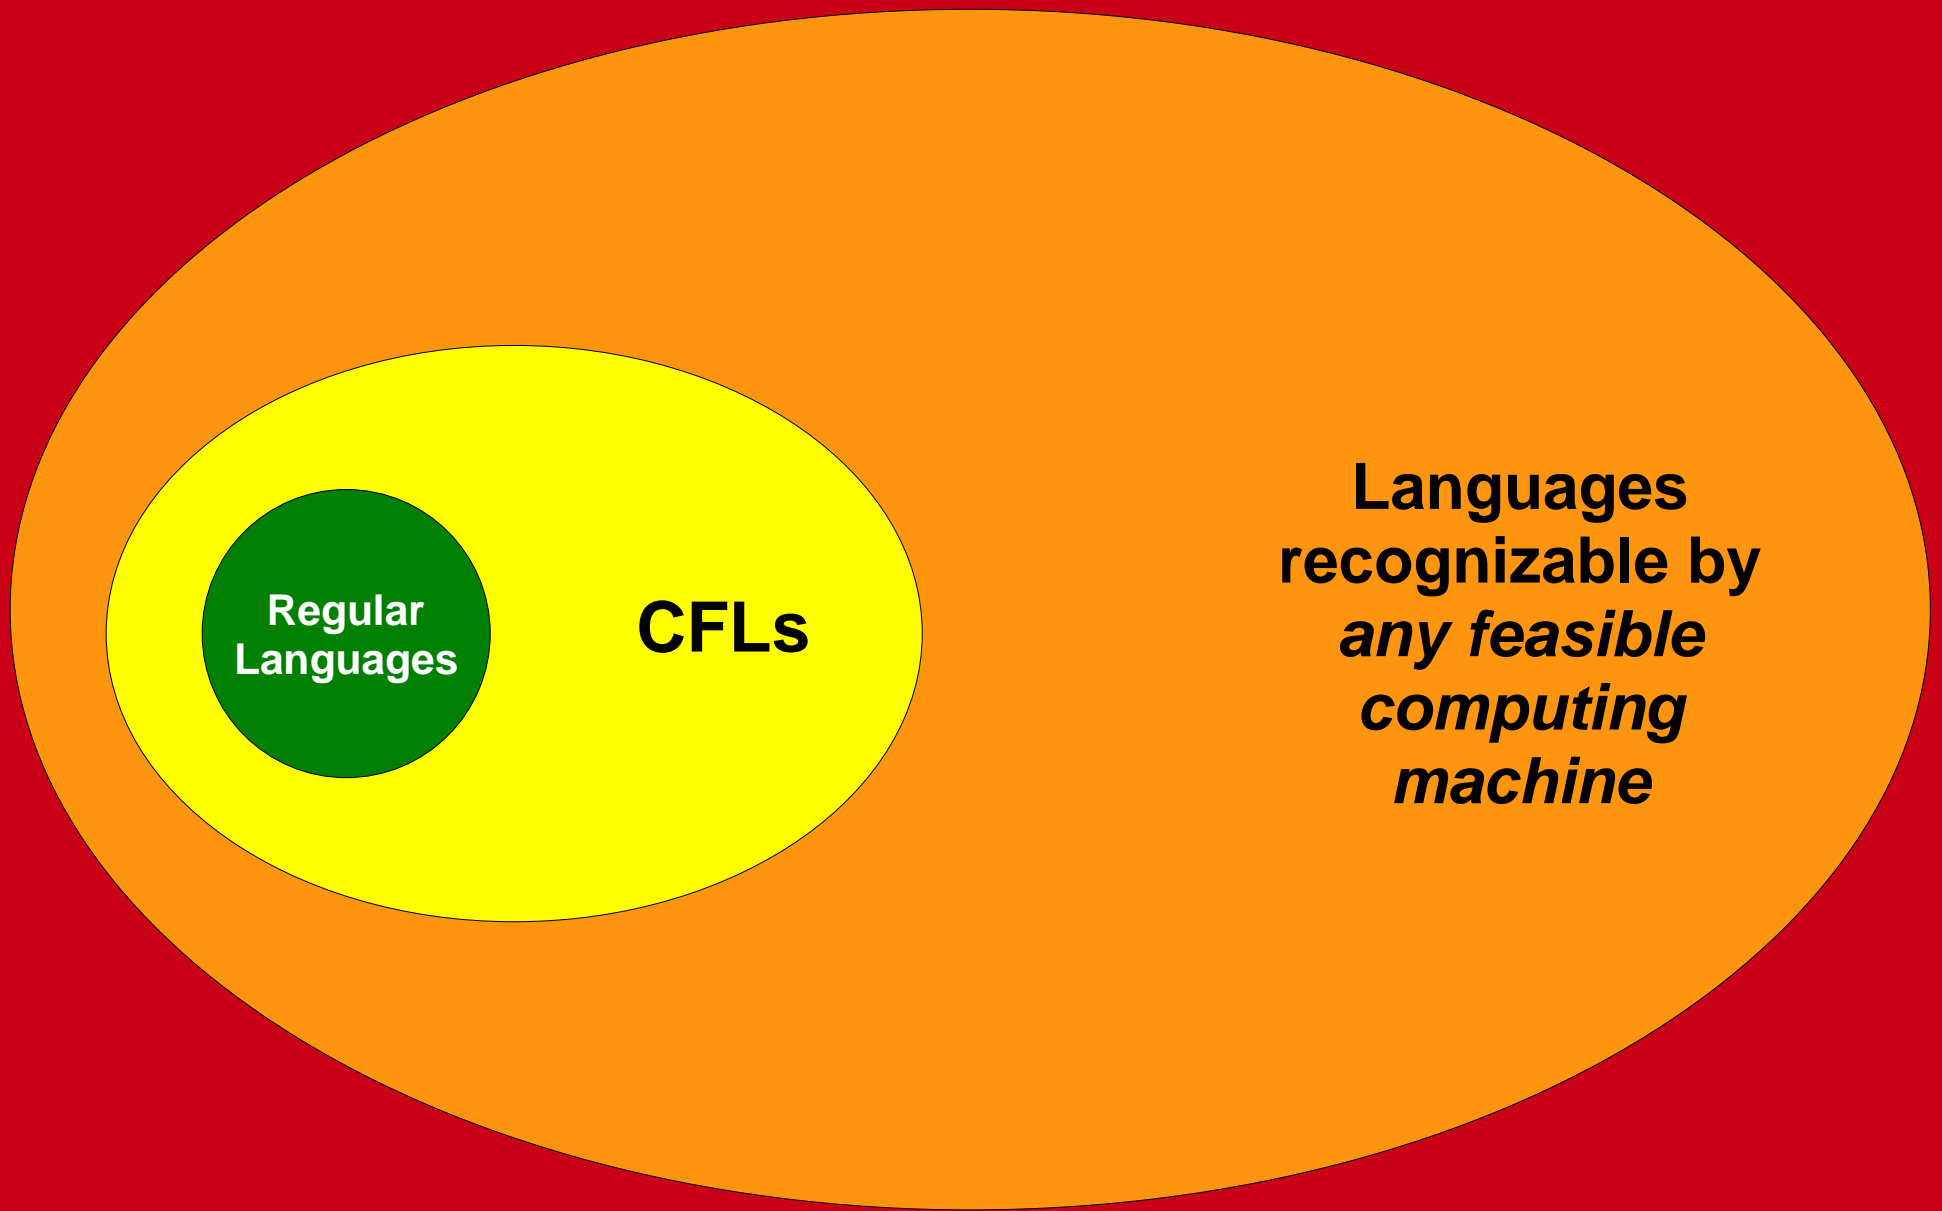 Regular
Languages
CFLs
Languages
recognizable by
any feasible
computing
machine